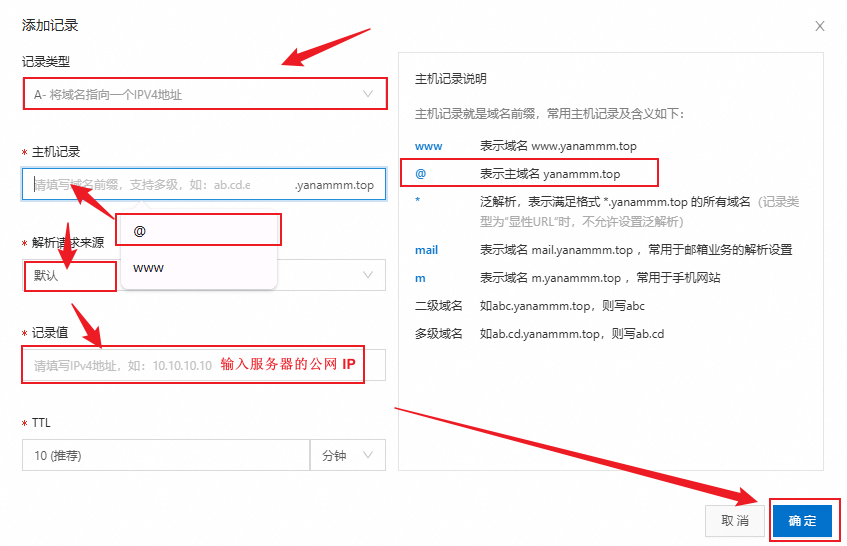 添加记录
记录类型
A- 将域名指向一个IPV4地址
* 主机记录
请填写域名前缀，支持多级，如：ab.cd.e
.yanammm.top
@
www
* 解析请求来源
默认
* 记录值
请填写IPv4地址，如：10.10.10.10 输入服务器的公网 IP
* TTL
10 (推荐)
分钟
主机记录说明
主机记录就是域名前缀，常用主机记录及含义如下：
www 表示域名 www.yanammm.top
@ 表示主域名 yanammm.top
* 泛解析，表示满足格式 *.yanammm.top 的所有域名（记录类
型为“显性URL”时，不允许设置泛解析）
mail 表示域名 mail.yanammm.top ，常用于邮箱业务的解析设置
m 表示域名 m.yanammm.top ，常用于手机网站
二级域名 如abc.yanammm.top，则写abc
多级域名 如ab.cd.yanammm.top，则写ab.cd
取消
确定